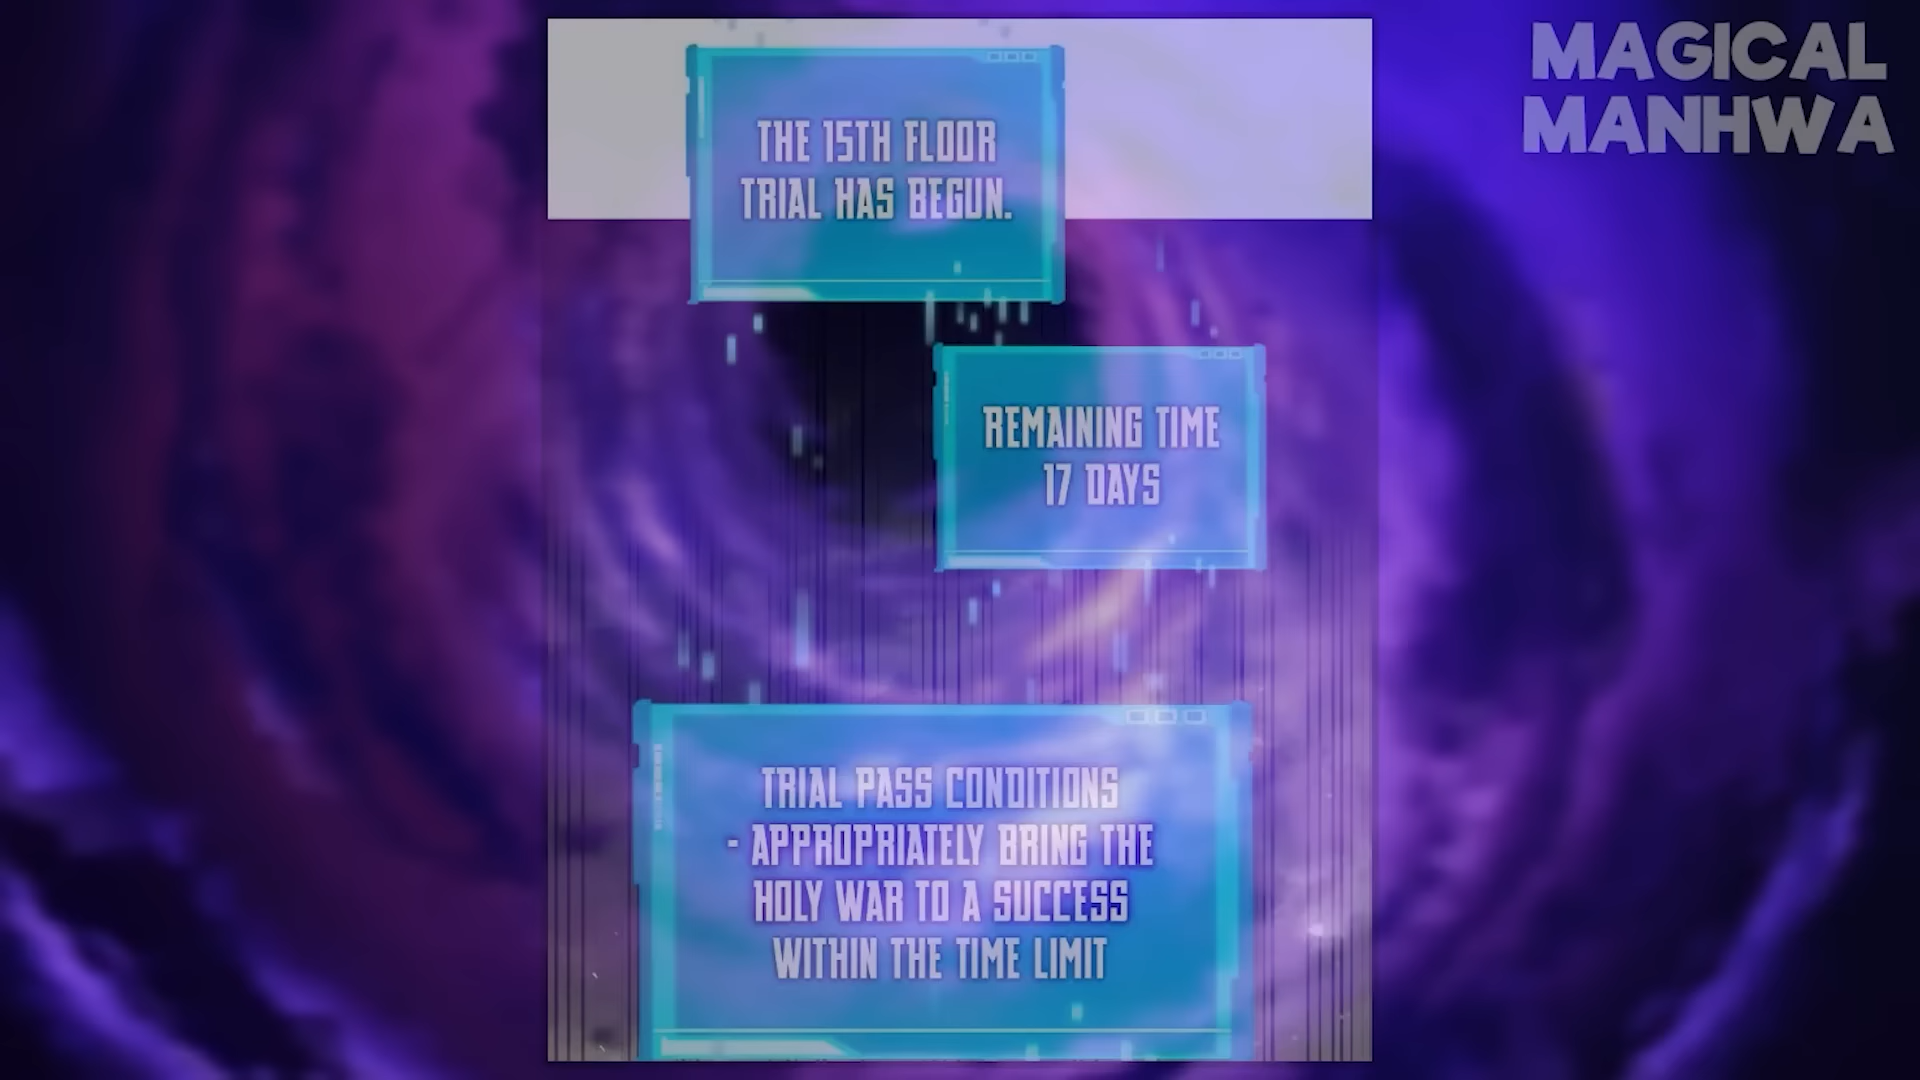 MAGICAL
MANHWA
THE 15TH FLOOR
TRIAL HAS BEGUN.
REMAINING TIME
17 DAYS
TRIAL PASS CONDITIONS
- APPROPRIATELY BRING THE
HOLY WAR TO A SUCCESS
WITHIN THE TIME LIMIT